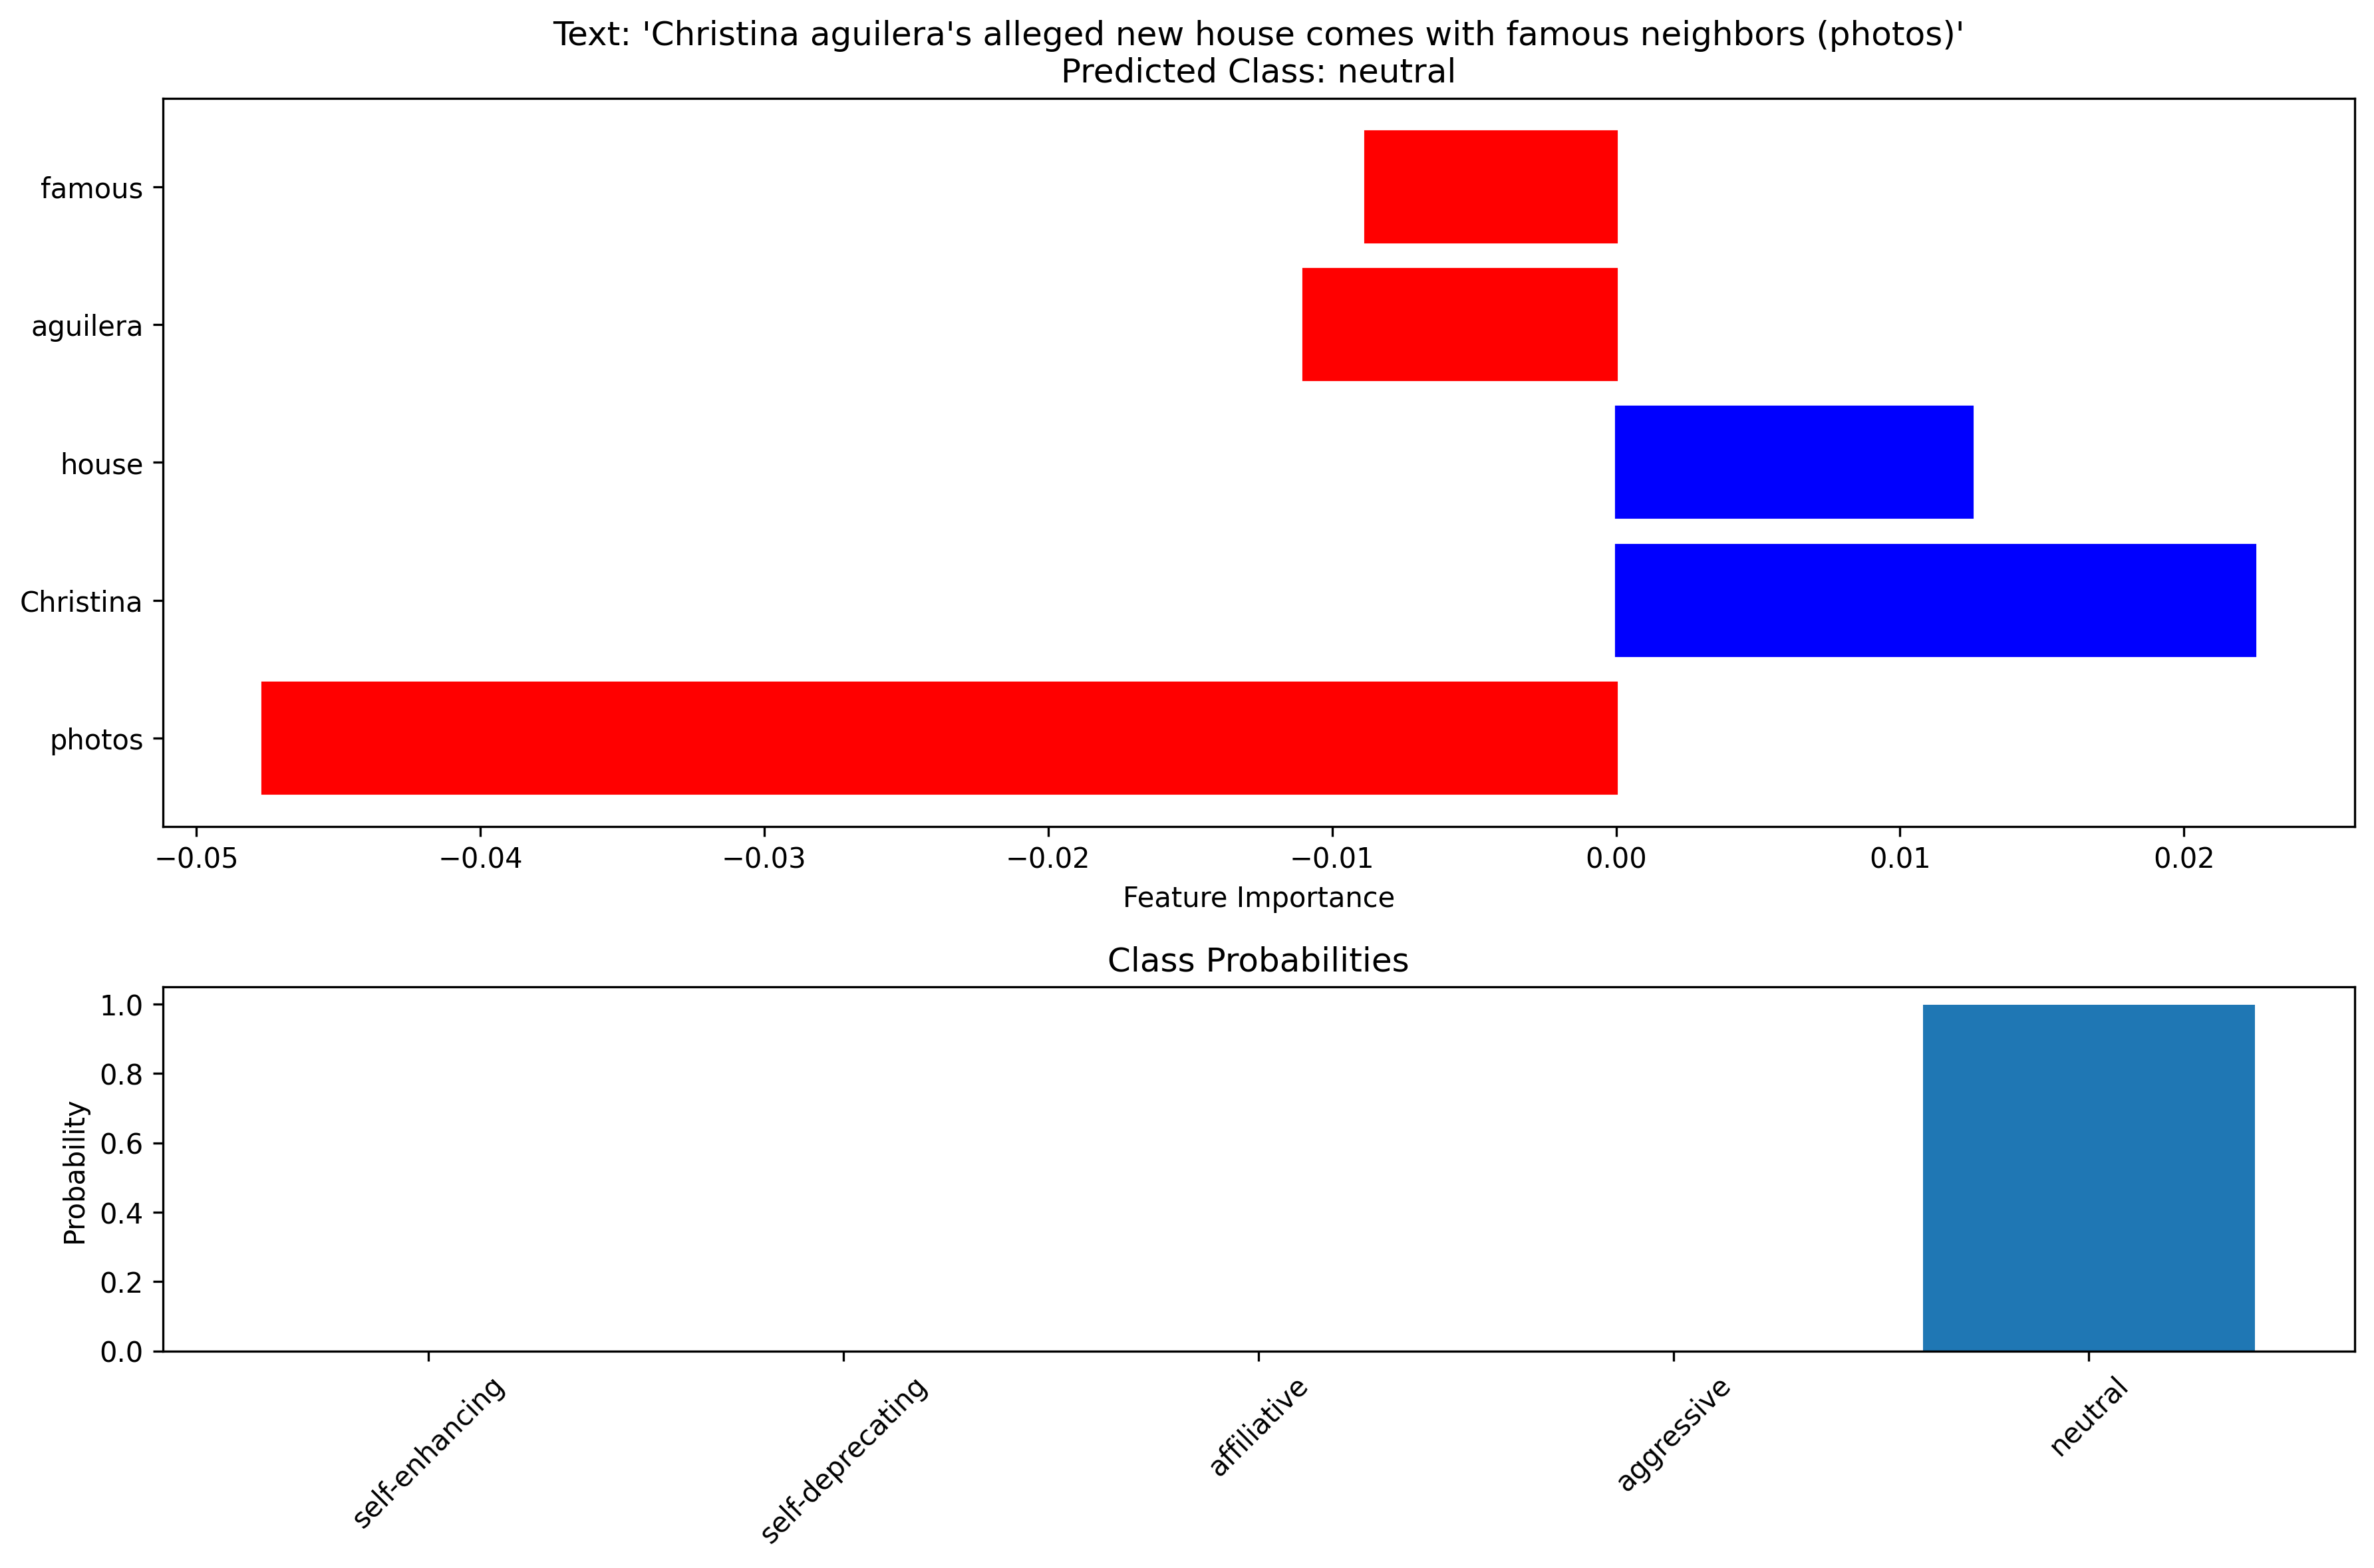 Text: 'Christina aguilera's alleged new house comes with famous neighbors (photos)'
Predicted Class: neutral
famous
aguilera
house
Christina
photos
−0.05
−0.04
−0.03
−0.02
−0.01
0.00
0.01
0.02
Feature Importance
Class Probabilities
1.0
0.8
0.6
0.4
0.2
0.0
Probability
self-enhancing
self-deprecating
affiliative
aggressive
neutral